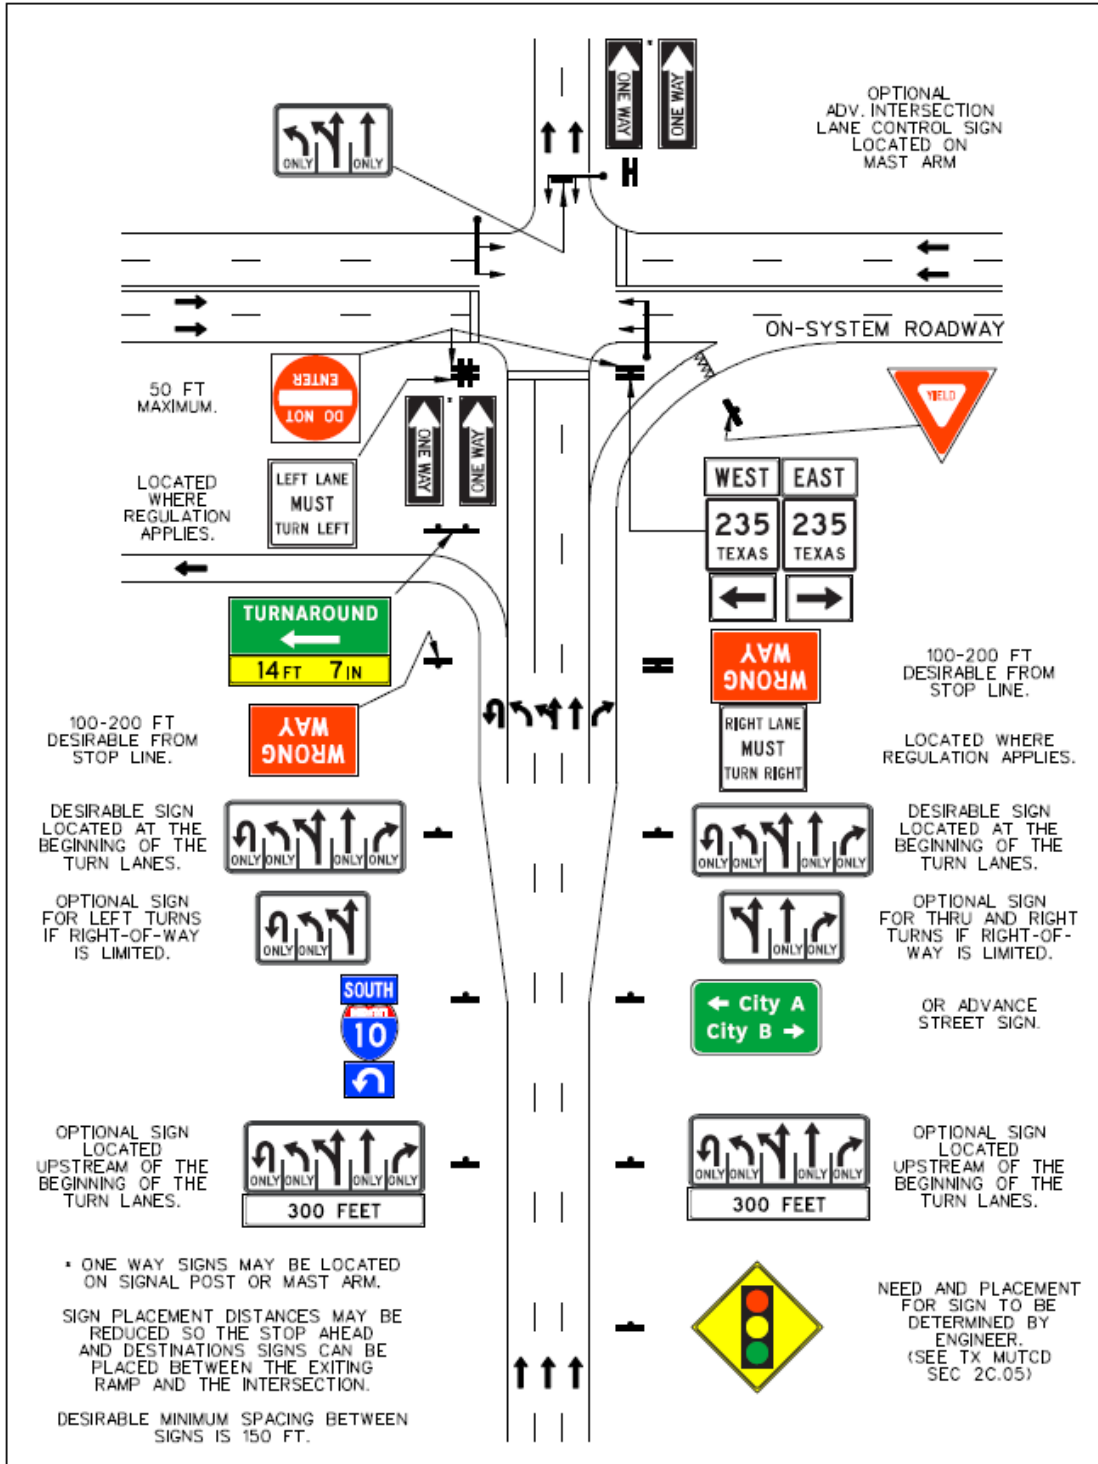 ONE WAY
ONE WAY
OPTIONAL
ADV. INTERSECTION
LANE CONTROL SIGN
LOCATED ON
MAST ARM
ONLY
ONLY
*
H
ON-SYSTEM ROADWAY
50 FT
MAXIMUM.
DO NOT
ENTER
YIELD
*
ONE WAY
ONE WAY
LOCATED
WHERE
REGULATION
APPLIES.
LEFT LANE
MUST
TURN LEFT
WEST
EAST
235
TEXAS
235
TEXAS
TURNAROUND
14 FT 7 IN
WRONG
WAY
100-200 FT
DESIRABLE FROM
STOP LINE.
100-200 FT
DESIRABLE FROM
STOP LINE.
WRONG
WAY
RIGHT LANE
MUST
TURN RIGHT
LOCATED WHERE
REGULATION APPLIES.
DESIRABLE SIGN
LOCATED AT THE
BEGINNING OF THE
TURN LANES.
ONLY ONLY ONLY ONLY
ONLY ONLY ONLY ONLY
DESIRABLE SIGN
LOCATED AT THE
BEGINNING OF THE
TURN LANES.
OPTIONAL SIGN
FOR LEFT TURNS
IF RIGHT-OF-WAY
IS LIMITED.
ONLY ONLY
ONLY ONLY
OPTIONAL SIGN
FOR THRU AND RIGHT
TURNS IF RIGHT-OF-
WAY IS LIMITED.
SOUTH
10
City A
City B
OR ADVANCE
STREET SIGN.
OPTIONAL SIGN
LOCATED
UPSTREAM OF THE
BEGINNING OF THE
TURN LANES.
ONLY ONLY ONLY ONLY
300 FEET
ONLY ONLY ONLY ONLY
300 FEET
OPTIONAL SIGN
LOCATED
UPSTREAM OF THE
BEGINNING OF THE
TURN LANES.
* ONE WAY SIGNS MAY BE LOCATED
ON SIGNAL POST OR MAST ARM.
SIGN PLACEMENT DISTANCES MAY BE
REDUCED SO THE STOP AHEAD
AND DESTINATIONS SIGNS CAN BE
PLACED BETWEEN THE EXITING
RAMP AND THE INTERSECTION.
DESIRABLE MINIMUM SPACING BETWEEN
SIGNS IS 150 FT.
NEED AND PLACEMENT
FOR SIGN TO BE
DETERMINED BY
ENGINEER.
(SEE TX MUTCD
SEC 2C.05)